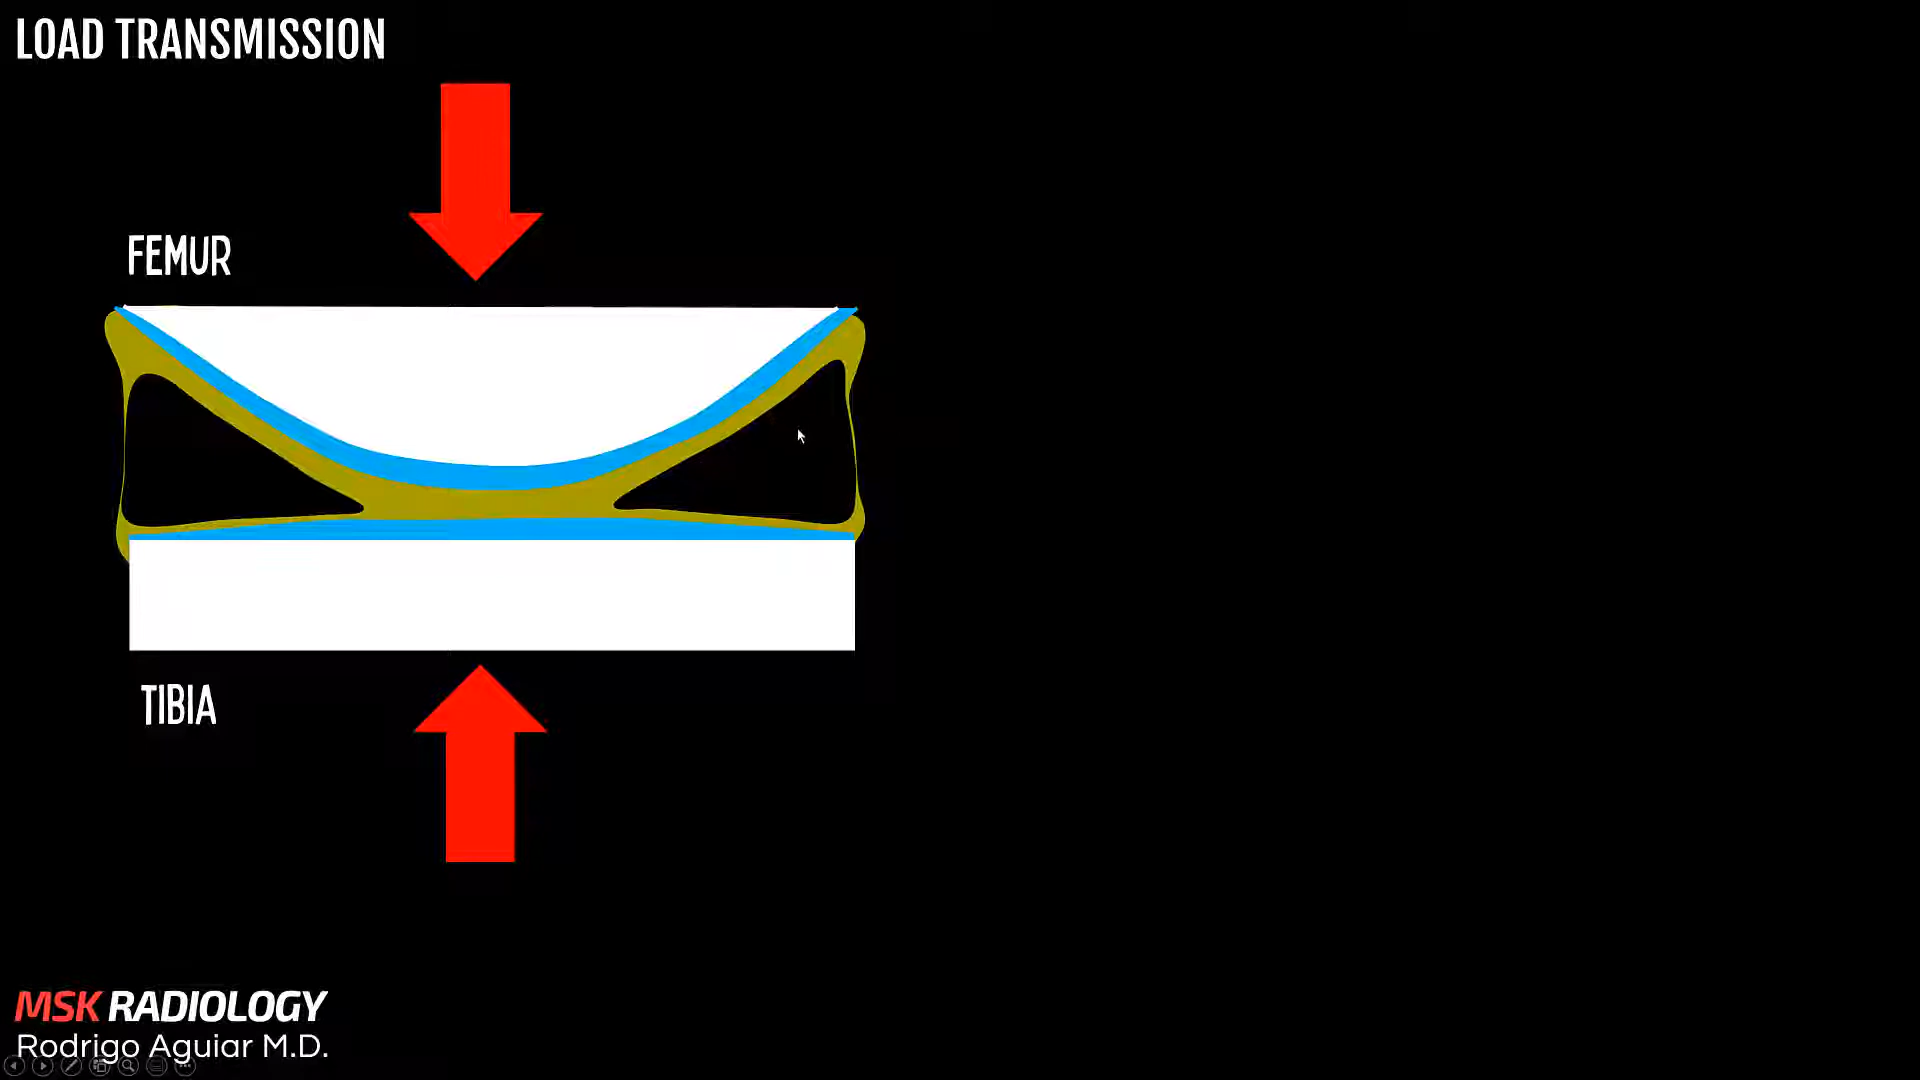 LOAD TRANSMISSION
FEMUR
TIBIA
MSK RADIOLOGY
Rodrigo Aguiar M.D.